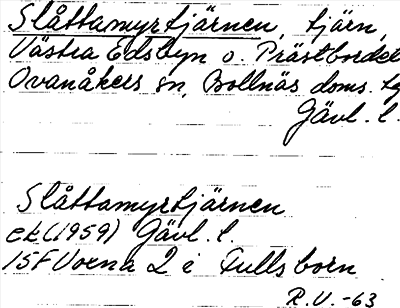 Slåttamyrtjärnen, tjärn,
Västra Edsbyn o. Prästbordet
Ovanåkers sn, Bollnäs doms. tg
Gävl. l.
Slåttamyrtjärnen
ek (1959) Gävl. l.
15F Voxna 2 i Fullsborn
R.U. -63